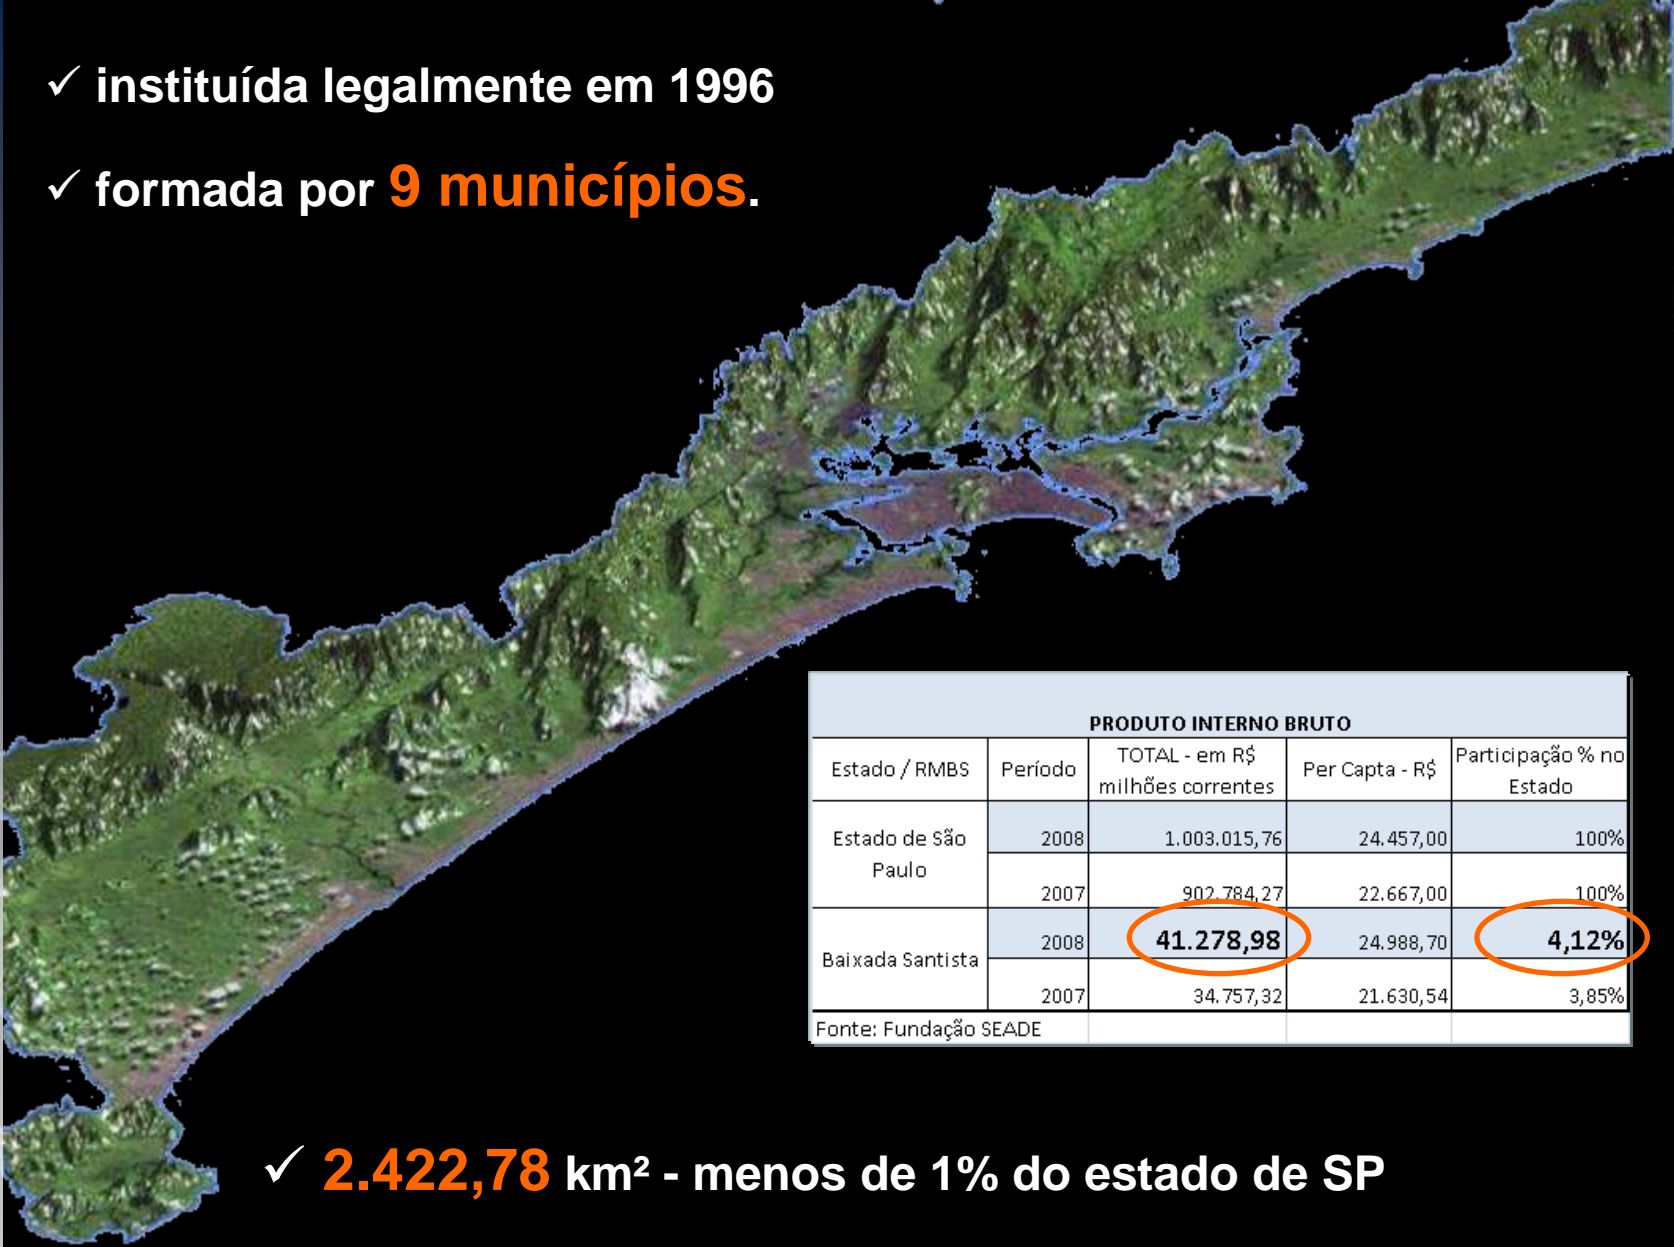 ✓ instituída legalmente em 1996
✓ formada por 9 municípios.
PRODUTO INTERNO BRUTO
Estado / RMBS Período TOTAL - em R$ milhões correntes Per Capta - R$ Participação % no Estado
Estado de São Paulo 2008 1.003.015,76 24.457,00 100%
2007 902.784,27 22.667,00 100%
Baixada Santista 2008 41.278,98 24.988,70 4,12%
2007 34.757,32 21.630,54 3,85%
Fonte: Fundação SEADE
✓ 2.422,78 km² - menos de 1% do estado de SP